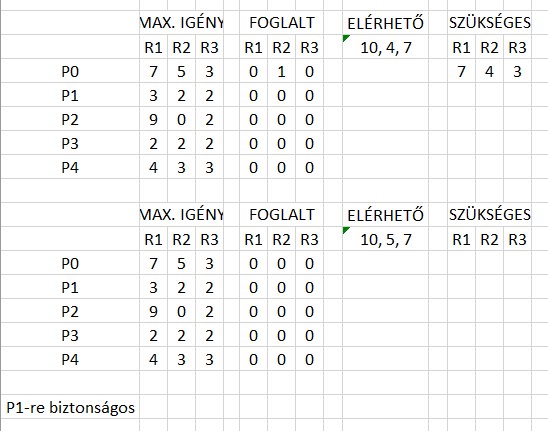 MAX. IGÉNY FOGLALT ELÉRHETŐ SZÜKSÉGES
R1 R2 R3 R1 R2 R3 10, 4, 7 R1 R2 R3
P0 7 5 3 0 1 0 7 4 3
P1 3 2 2 0 0 0
P2 9 0 2 0 0 0
P3 2 2 2 0 0 0
P4 4 3 3 0 0 0
MAX. IGÉNY FOGLALT ELÉRHETŐ SZÜKSÉGES
R1 R2 R3 R1 R2 R3 10, 5, 7 R1 R2 R3
P0 7 5 3 0 0 0
P1 3 2 2 0 0 0
P2 9 0 2 0 0 0
P3 2 2 2 0 0 0
P4 4 3 3 0 0 0
P1-re biztonságos